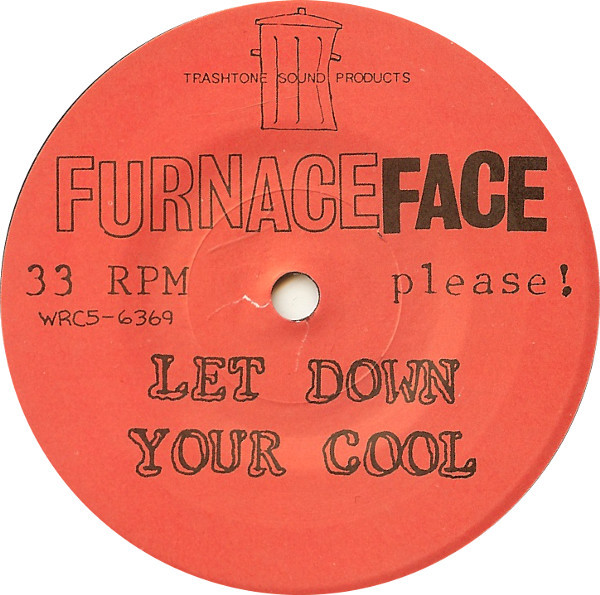 TRASHTONE SOUND PRODUCTS
FURNACEFACE
33 RPM please!
WRC5-6369
LET DOWN
YOUR COOL